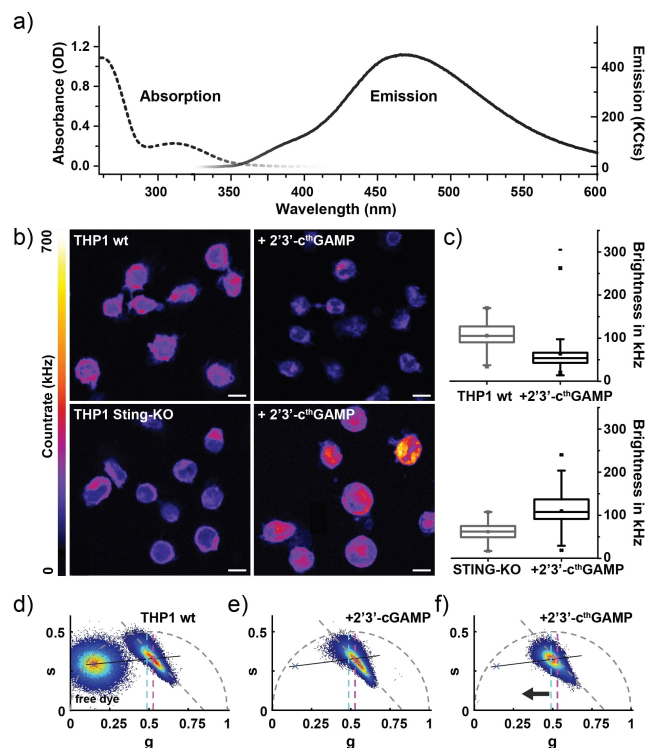 a)
Absorbance (OD)
1.2
0.8
0.4
0.0
Absorption
Emission
400
200
0
Emission (KCts)
300 350 400 450 500 550 600
Wavelength (nm)
b)
700
Countrate (kHz)
0
THP1 wt
+ 2'3'-cthGAMP
THP1 Sting-KO
+ 2'3'-cthGAMP
c)
300
200
100
0
Brightness in kHz
THP1 wt +2'3'-cthGAMP
300
200
100
0
Brightness in kHz
STING-KO +2'3'-cthGAMP
d)
THP1 wt
0.5
s
0
free dye
0 0.25 0.5 0.75 1
g
e)
+2'3'-cGAMP
0.5
s
0
0 0.25 0.5 0.75 1
g
f)
+2'3'-cthGAMP
0.5
s
0
0 0.25 0.5 0.75 1
g